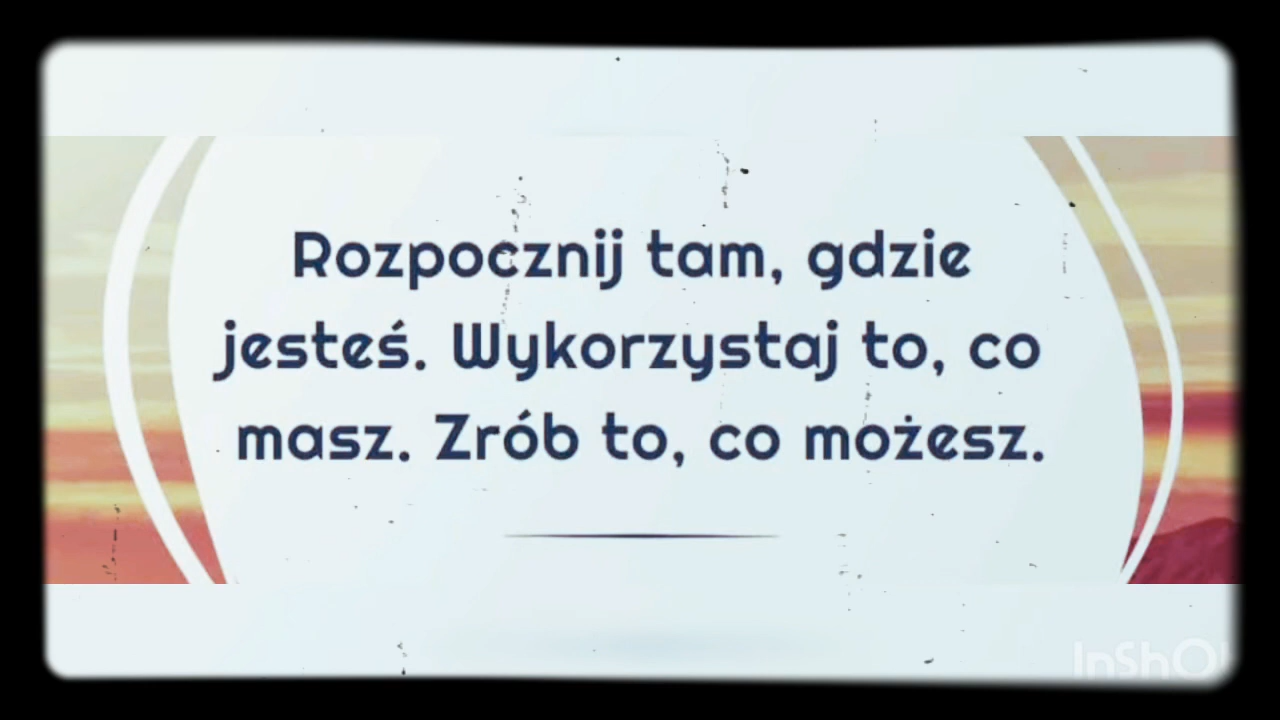 Rozpocznij tam, gdzie
jesteś. Wykorzystaj to, co
masz. Zrób to, co możesz.